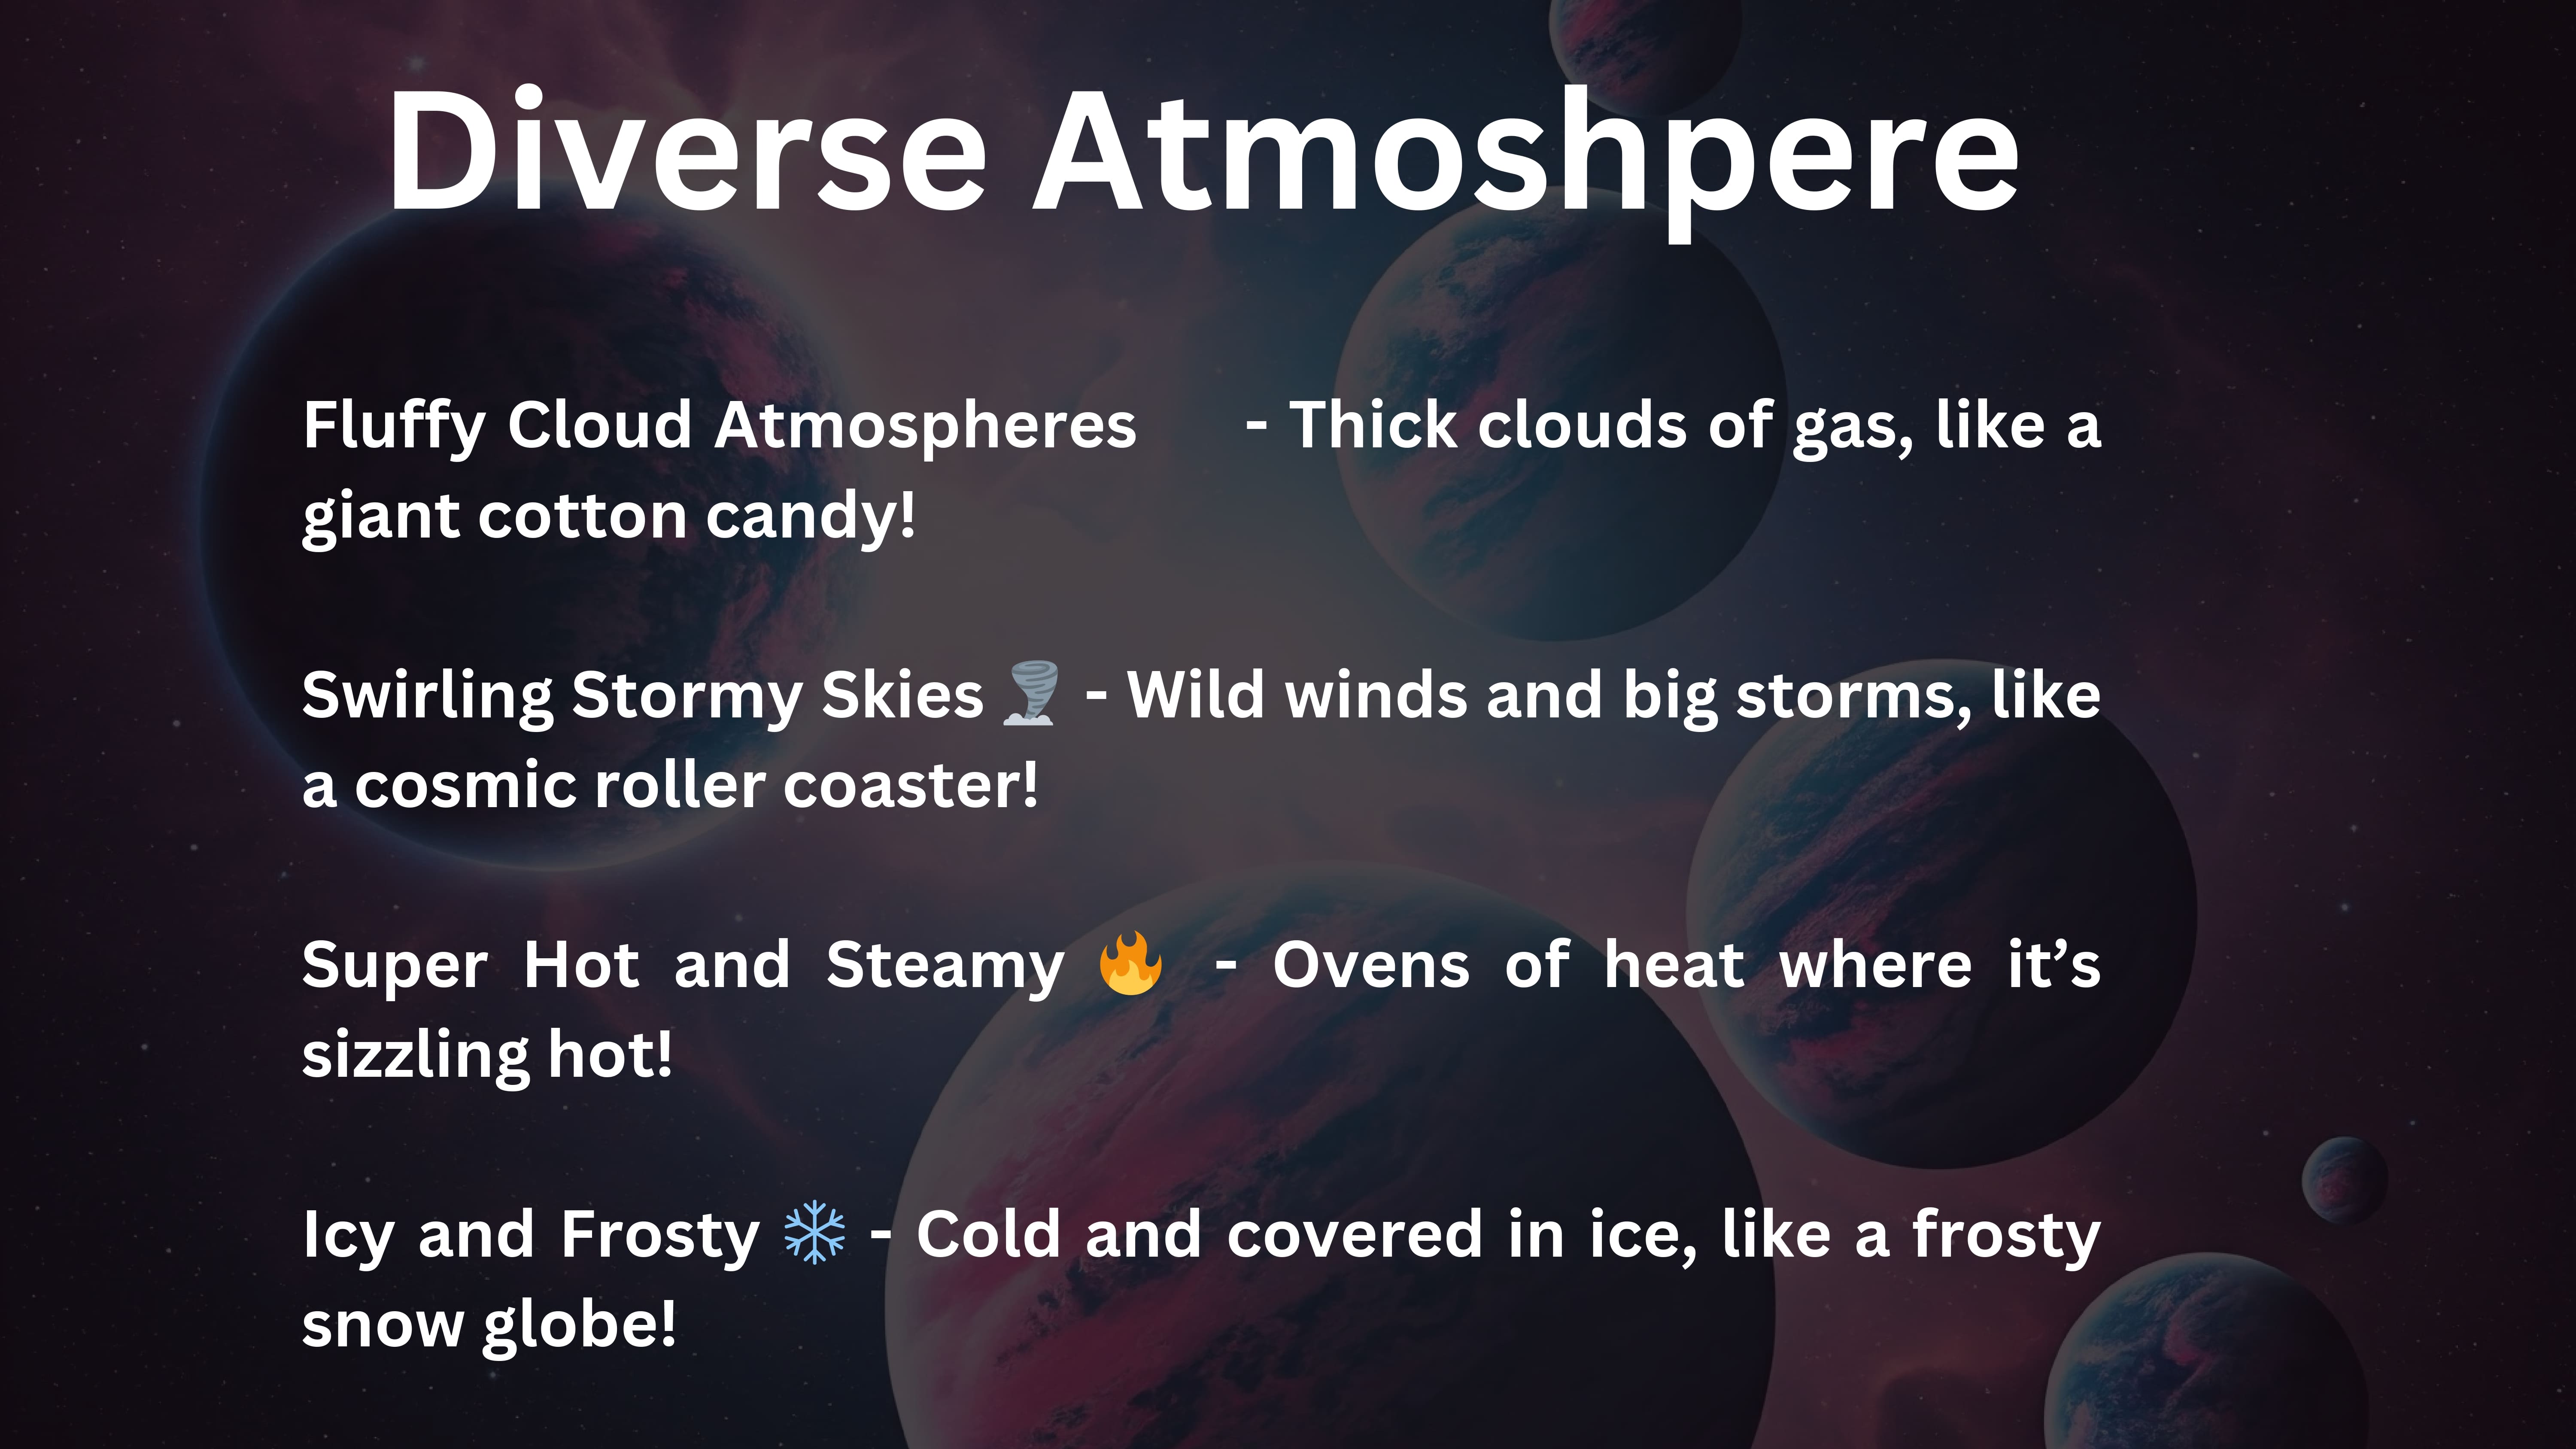 Diverse Atmoshpere
Fluffy Cloud Atmospheres - Thick clouds of gas, like a
giant cotton candy!
Swirling Stormy Skies 🌪️ - Wild winds and big storms, like
a cosmic roller coaster!
Super Hot and Steamy 🔥 - Ovens of heat where it’s
sizzling hot!
Icy and Frosty ❄️ - Cold and covered in ice, like a frosty
snow globe!